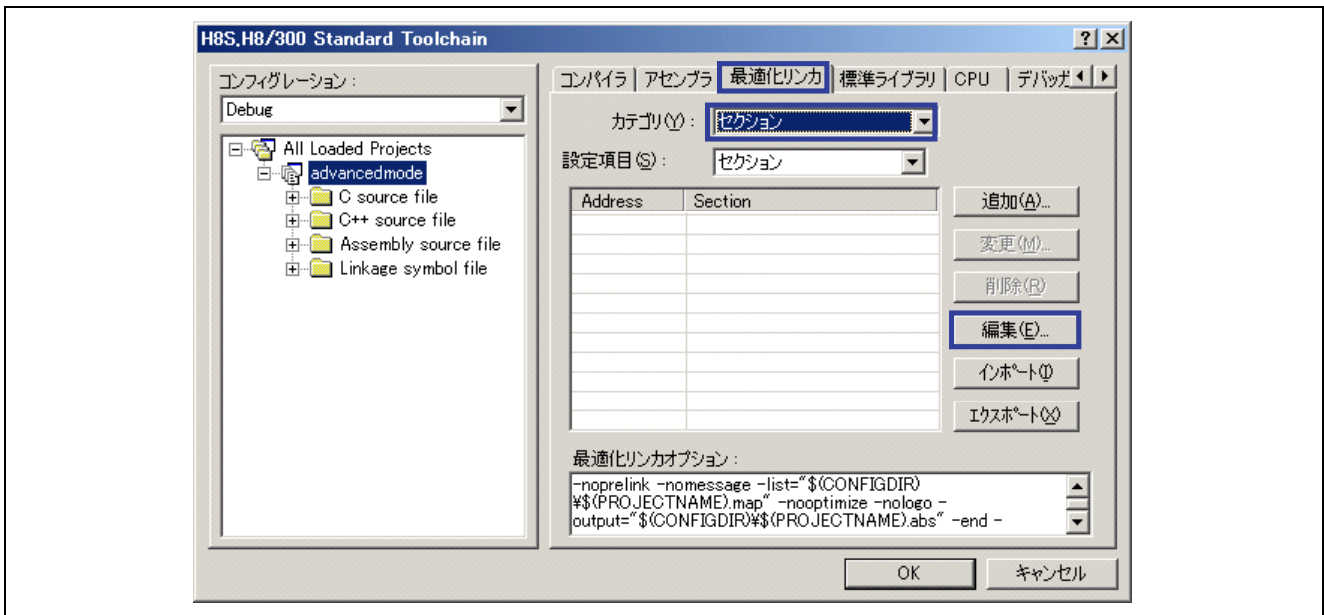 H8S,H8/300 Standard Toolchain
コンフィグレーション :
Debug
All Loaded Projects
advancedmode
C source file
C++ source file
Assembly source file
Linkage symbol file
コンパイラ アセンブラ 最適化リンカ 標準ライブラリ CPU デバッガ
カテゴリ(Y) : セクション
設定項目(S) : セクション
Address Section
追加(A)...
変更(M)...
削除(R)
編集(E)...
インポート(I)
エクスポート(X)
最適化リンカオプション :
-noprelink -nomessage -list="$(CONFIGDIR)
¥$(PROJECTNAME).map" -nooptimize -nologo -
output="$(CONFIGDIR)¥$(PROJECTNAME).abs" -end -
OK キャンセル